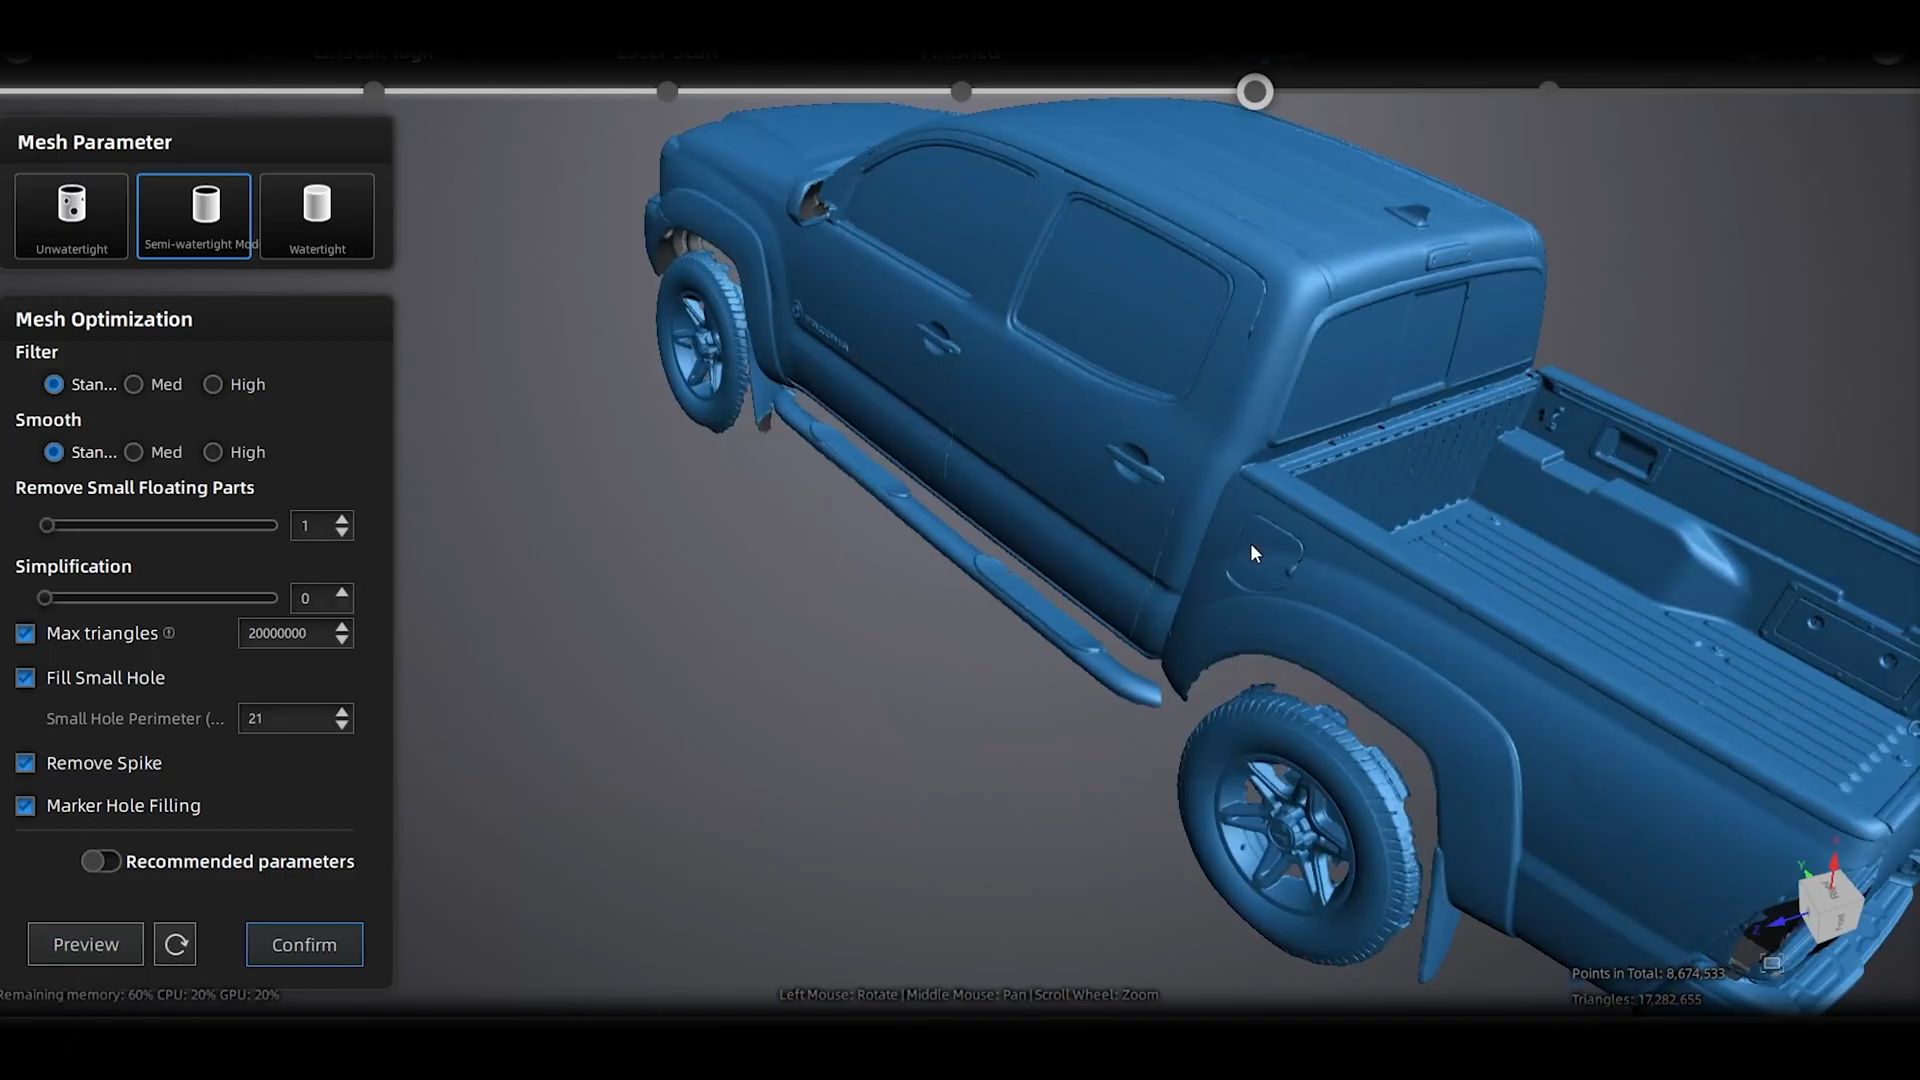 Mesh Parameter
Unwatertight
Semi-watertight Mod
Watertight
Mesh Optimization
Filter
Stan... Med High
Smooth
Stan... Med High
Remove Small Floating Parts
1
Simplification
0
Max triangles 20000000
Fill Small Hole
Small Hole Perimeter (... 21
Remove Spike
Marker Hole Filling
Recommended parameters
Preview
Confirm
Remaining memory: 60% CPU: 20% GPU: 20%
Left Mouse: Rotate|Middle Mouse: Pan|Scroll Wheel: Zoom
Y
Z
Front
Points in Total: 8,674,533
Triangles: 17,282,655